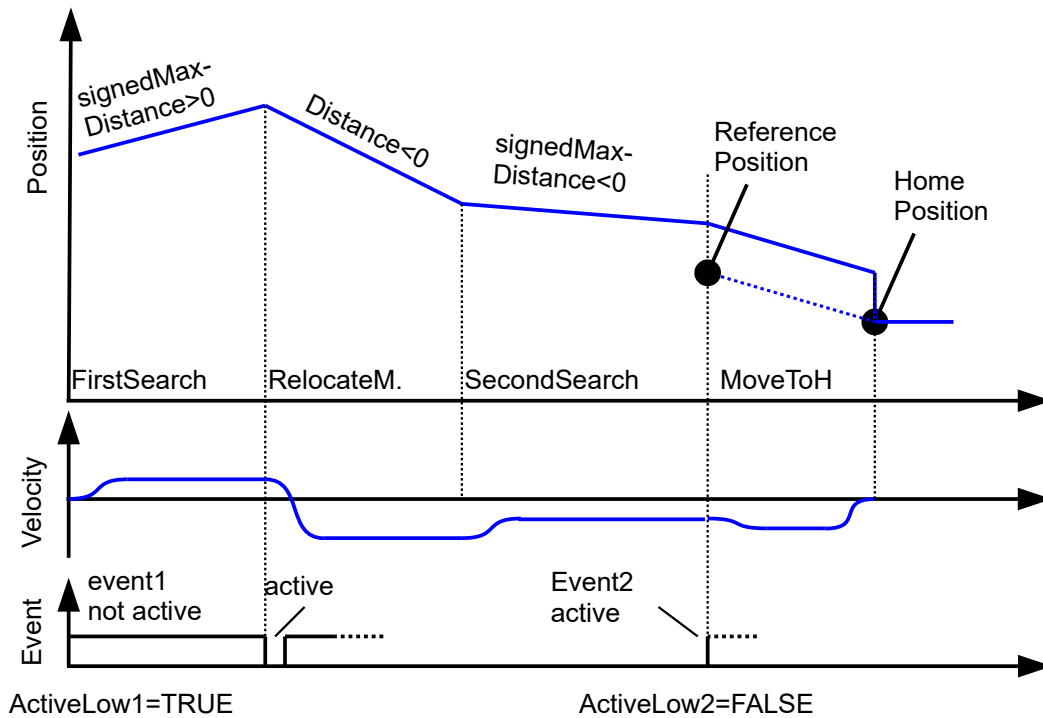 signedMax-
Distance>0
Distance<0
signedMax-
Distance<0
Reference
Position
Home
Position
Position
FirstSearch
RelocateM.
SecondSearch
MoveToH
Velocity
event1
not active
active
Event2
active
Event
ActiveLow1=TRUE
ActiveLow2=FALSE